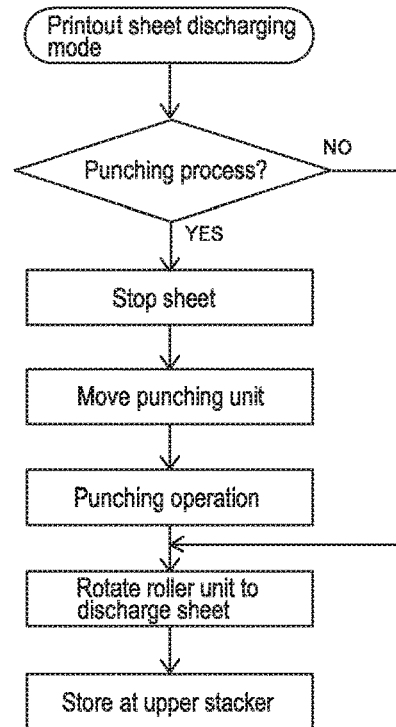 Printout sheet discharging
mode
Punching process?
NO
YES
Stop sheet
Move punching unit
Punching operation
Rotate roller unit to
discharge sheet
Store at upper stacker